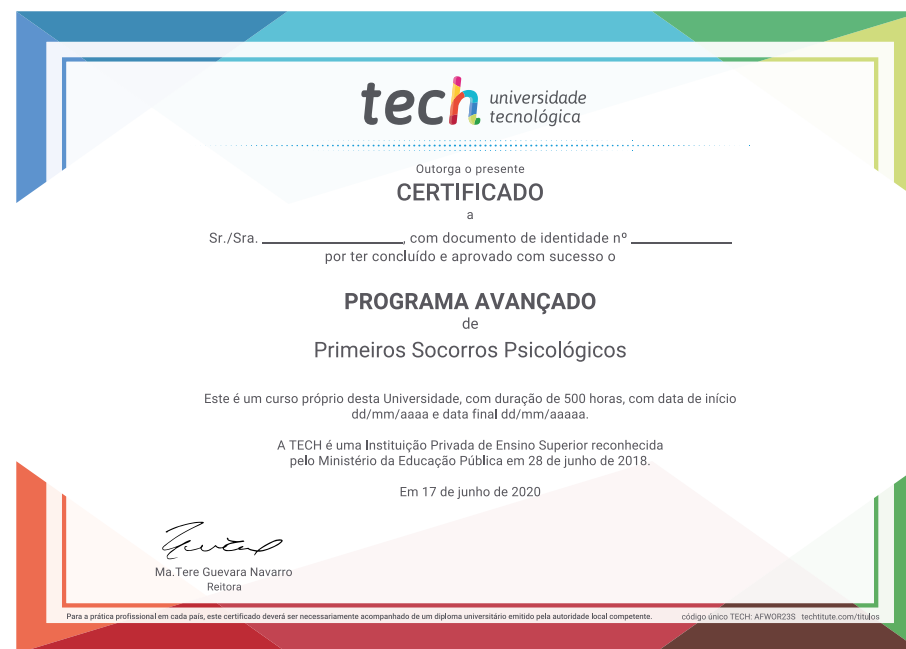 tech universidade
tecnológica
Outorga o presente
CERTIFICADO
a
Sr./Sra. ____________, com documento de identidade nº ____________
por ter concluído e aprovado com sucesso o
PROGRAMA AVANÇADO
de
Primeiros Socorros Psicológicos
Este é um curso próprio desta Universidade, com duração de 500 horas, com data de início
dd/mm/aaaa e data final dd/mm/aaaaa.
A TECH é uma Instituição Privada de Ensino Superior reconhecida
pelo Ministério da Educação Pública em 28 de junho de 2018.
Em 17 de junho de 2020
Ma.Tere Guevara Navarro
Reitora
Para a prática profissional em cada país, este certificado deverá ser necessariamente acompanhado de um diploma universitário emitido pela autoridade local competente. código único TECH: AFWOR23S techtitute.com/titulos